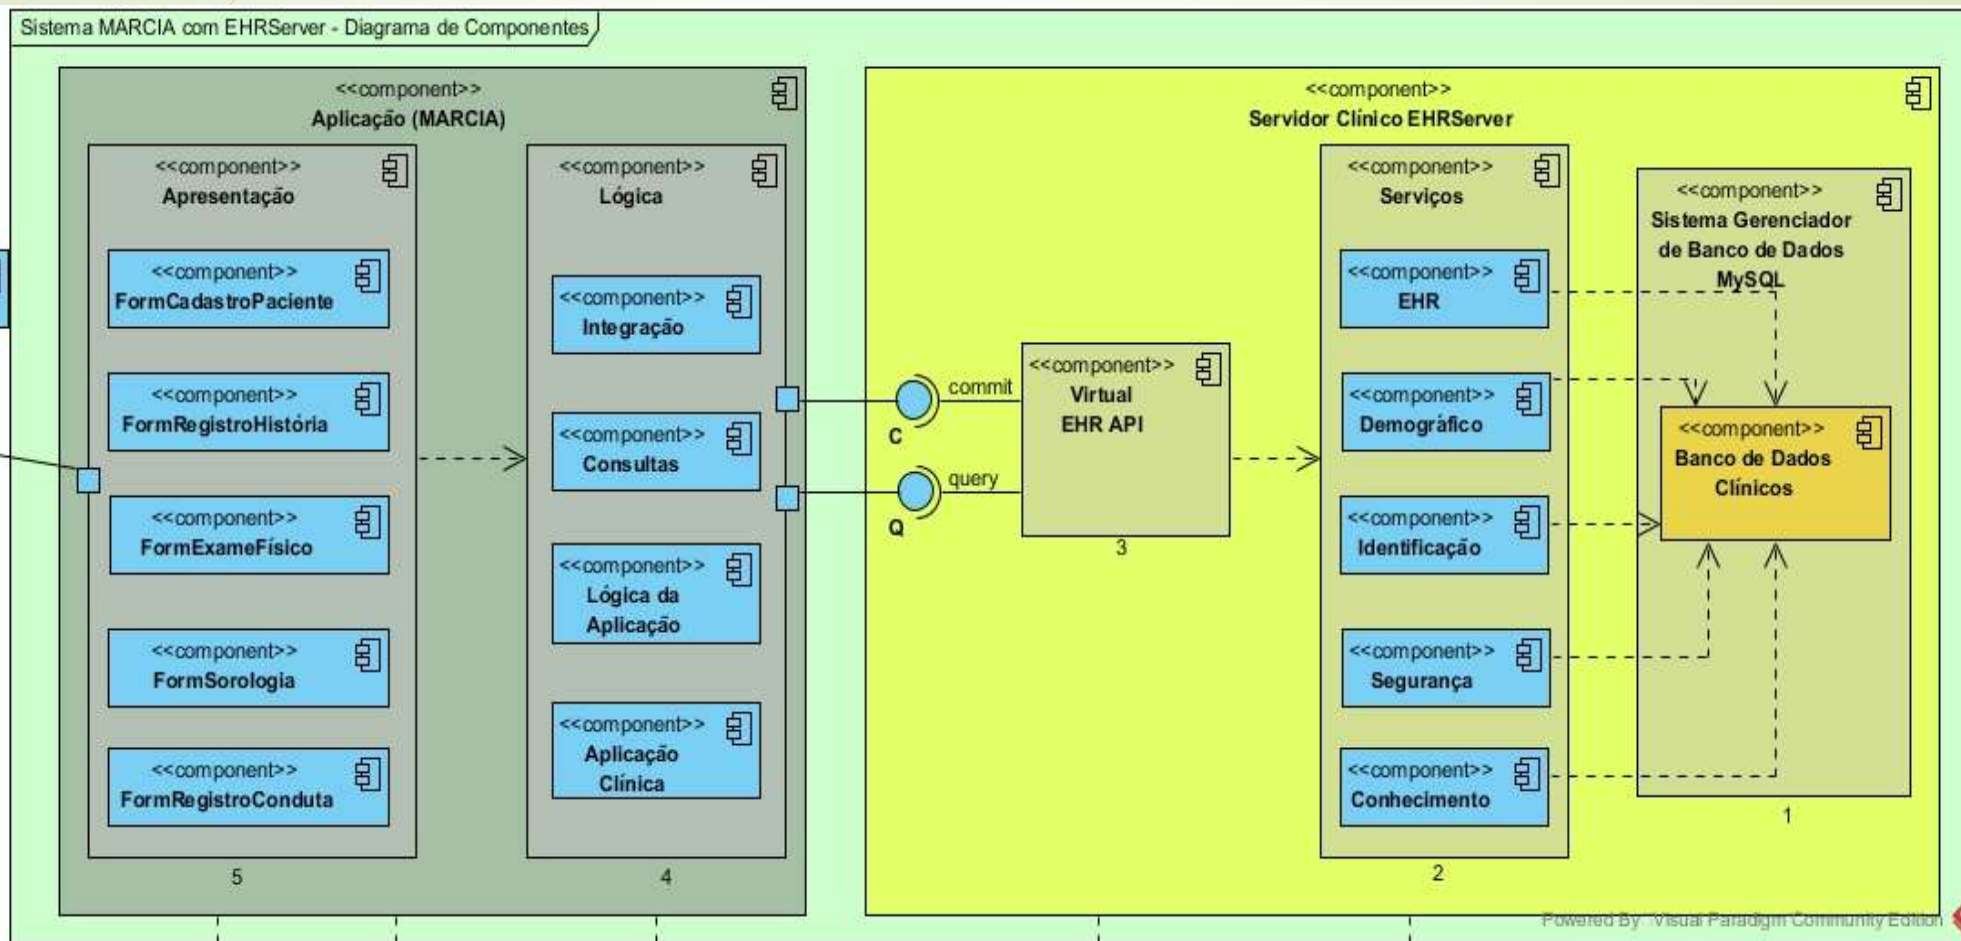 Sistema MARCIA com EHRServer - Diagrama de Componentes
<<component>>
Aplicação (MARCIA)
<<component>>
Apresentação
<<component>>
FormCadastroPaciente
<<component>>
FormRegistroHistória
<<component>>
FormExameFísico
<<component>>
FormSorologia
<<component>>
FormRegistroConduta
5
<<component>>
Lógica
<<component>>
Integração
<<component>>
Consultas
<<component>>
Lógica da
Aplicação
<<component>>
Aplicação
Clínica
4
<<component>>
Servidor Clínico EHRServer
commit
C
query
Q
<<component>>
Virtual
EHR API
3
<<component>>
Serviços
<<component>>
EHR
<<component>>
Demográfico
<<component>>
Identificação
<<component>>
Segurança
<<component>>
Conhecimento
2
<<component>>
Sistema Gerenciador
de Banco de Dados
MySQL
<<component>>
Banco de Dados
Clínicos
1
Powered By Visual Paradigm Community Edition